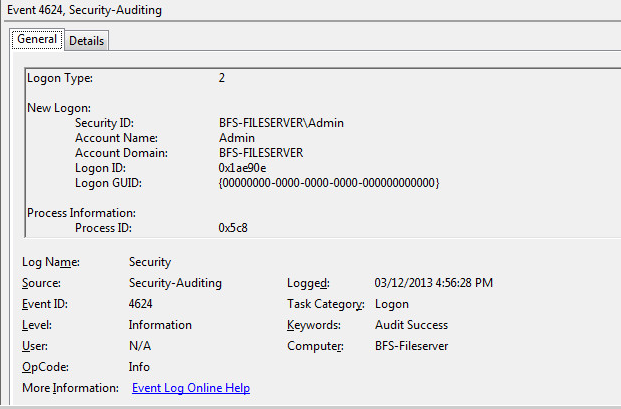 Event 4624, Security-Auditing
General Details
Logon Type: 2
New Logon:
Security ID: BFS-FILESERVER\Admin
Account Name: Admin
Account Domain: BFS-FILESERVER
Logon ID: 0x1ae90e
Logon GUID: {00000000-0000-0000-0000-000000000000}
Process Information:
Process ID: 0x5c8
Log Name: Security
Source: Security-Auditing Logged: 03/12/2013 4:56:28 PM
Event ID: 4624 Task Category: Logon
Level: Information Keywords: Audit Success
User: N/A Computer: BFS-Fileserver
OpCode: Info
More Information: Event Log Online Help